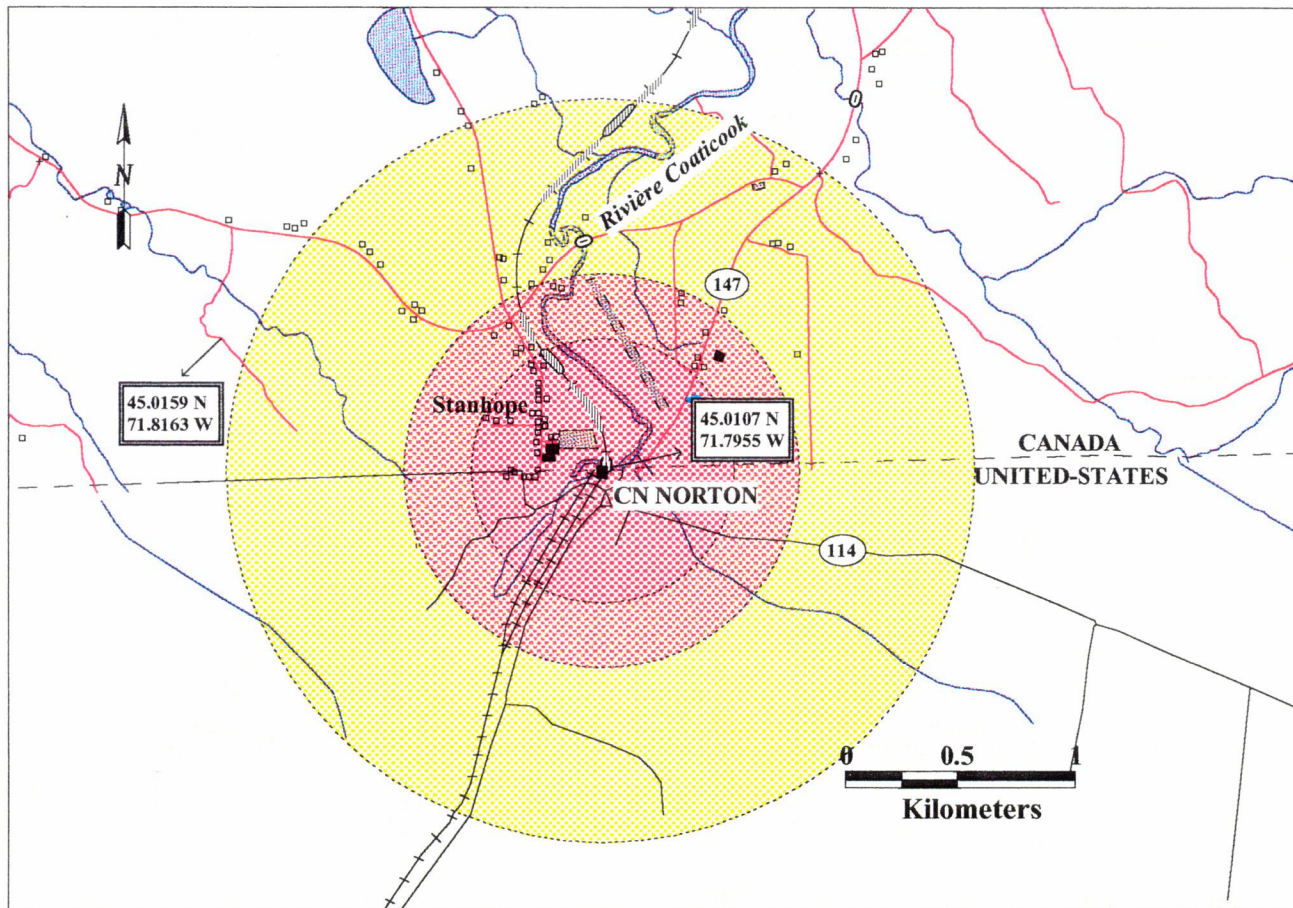 N
Rivière Coaticook
147
45.0159 N
71.8163 W
Stanhope
45.0107 N
71.7955 W
CANADA
UNITED-STATES
CN NORTON
114
0 0.5 1
Kilometers